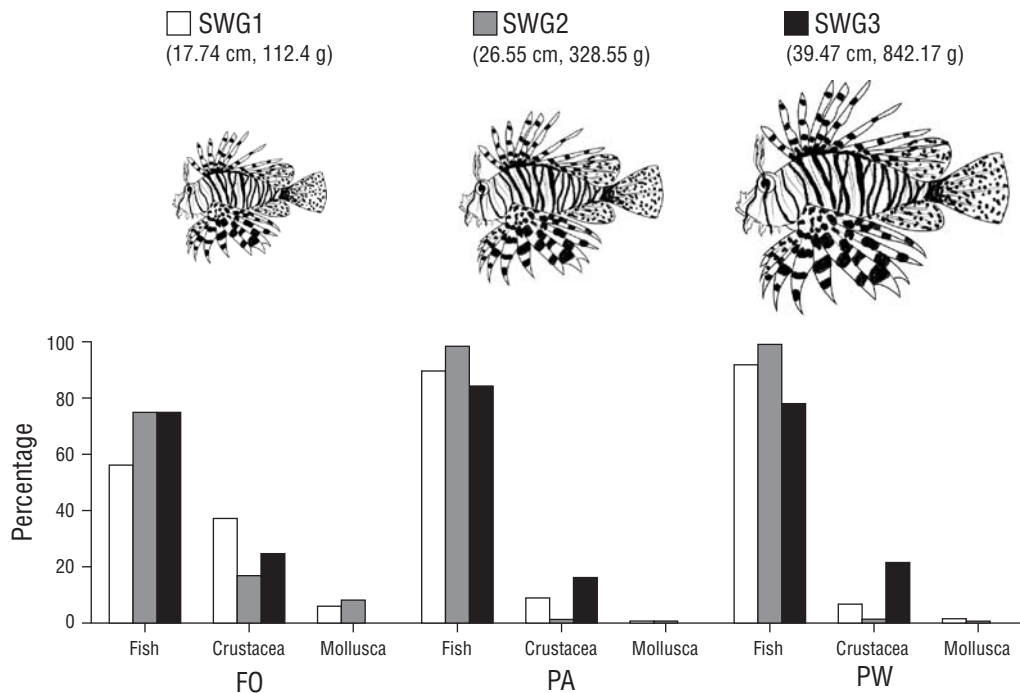 SWG1 SWG2 SWG3
(17.74 cm, 112.4 g) (26.55 cm, 328.55 g) (39.47 cm, 842.17 g)
100
80
60
40
20
0
Percentage
Fish Crustacea Mollusca Fish Crustacea Mollusca Fish Crustacea Mollusca
FO PA PW